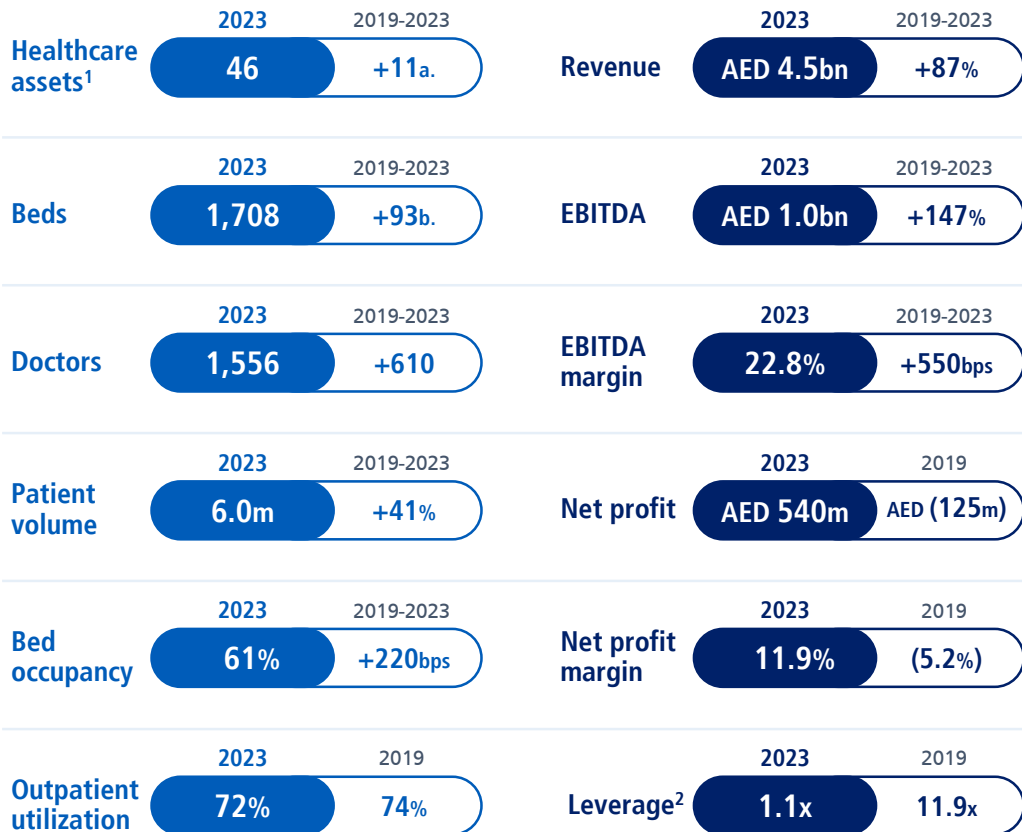 2023 2019-2023
Healthcare
assets¹ 46 +11a.
2023 2019-2023
Beds 1,708 +93b.
2023 2019-2023
Doctors 1,556 +610
2023 2019-2023
Patient
volume 6.0m +41%
2023 2019-2023
Bed
occupancy 61% +220bps
2023 2019
Outpatient
utilization 72% 74%
2023 2019-2023
Revenue AED 4.5bn +87%
2023 2019-2023
EBITDA AED 1.0bn +147%
2023 2019-2023
EBITDA
margin 22.8% +550bps
2023 2019
Net profit AED 540m AED (125m)
2023 2019
Net profit
margin 11.9% (5.2%)
2023 2019
Leverage² 1.1x 11.9x